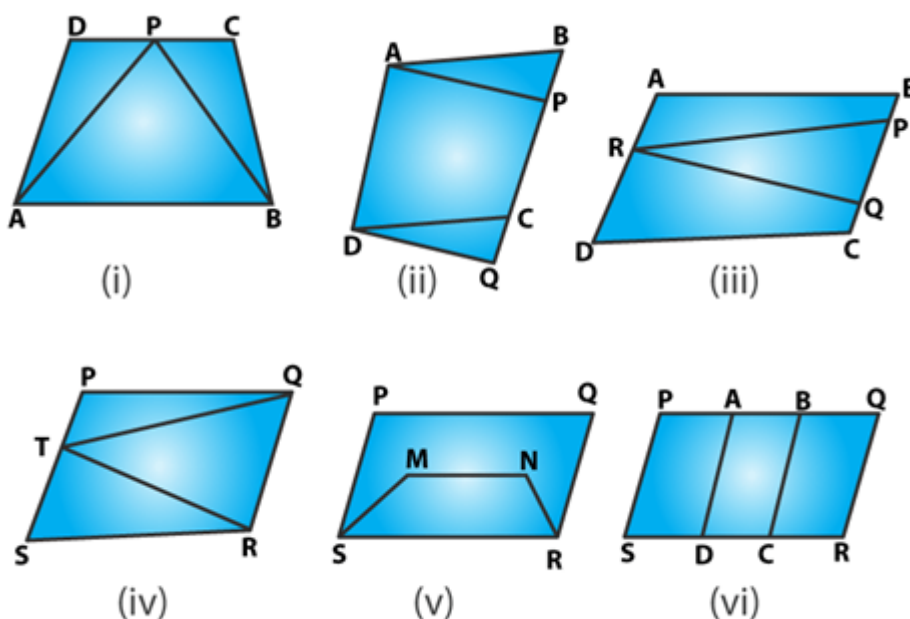 D P C
A B
(i)
A B
P
C
D
Q
(ii)
A B
P
R
Q
D C
(iii)
P Q
T
S R
(iv)
P Q
M N
S R
(v)
P A B Q
S D C R
(vi)